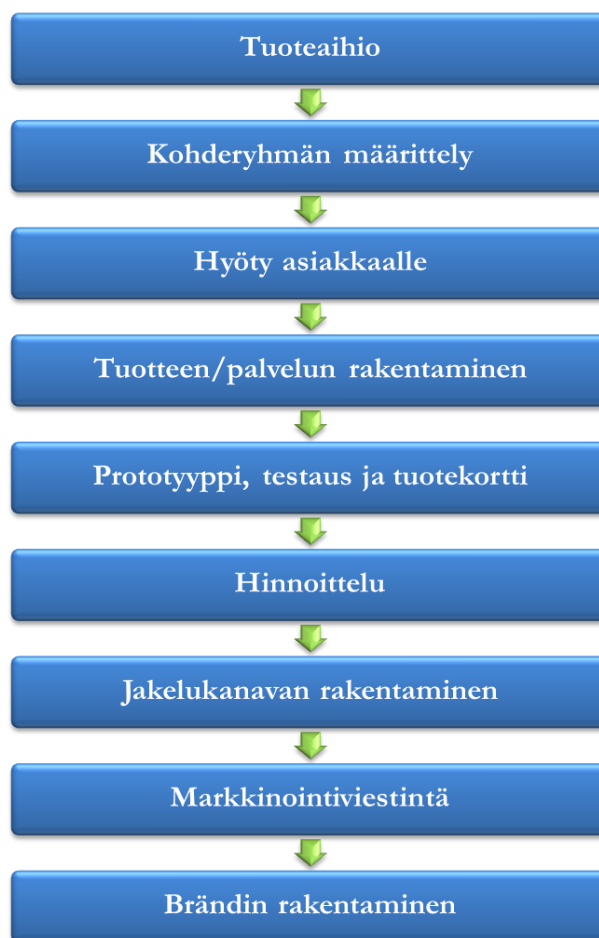 Tuoteaihio
Kohderyhmän määrittely
Hyöty asiakkaalle
Tuotteen/palvelun rakentaminen
Prototyyppi, testaus ja tuotekortti
Hinnoittelu
Jakelukanavan rakentaminen
Markkinointiviestintä
Brändin rakentaminen